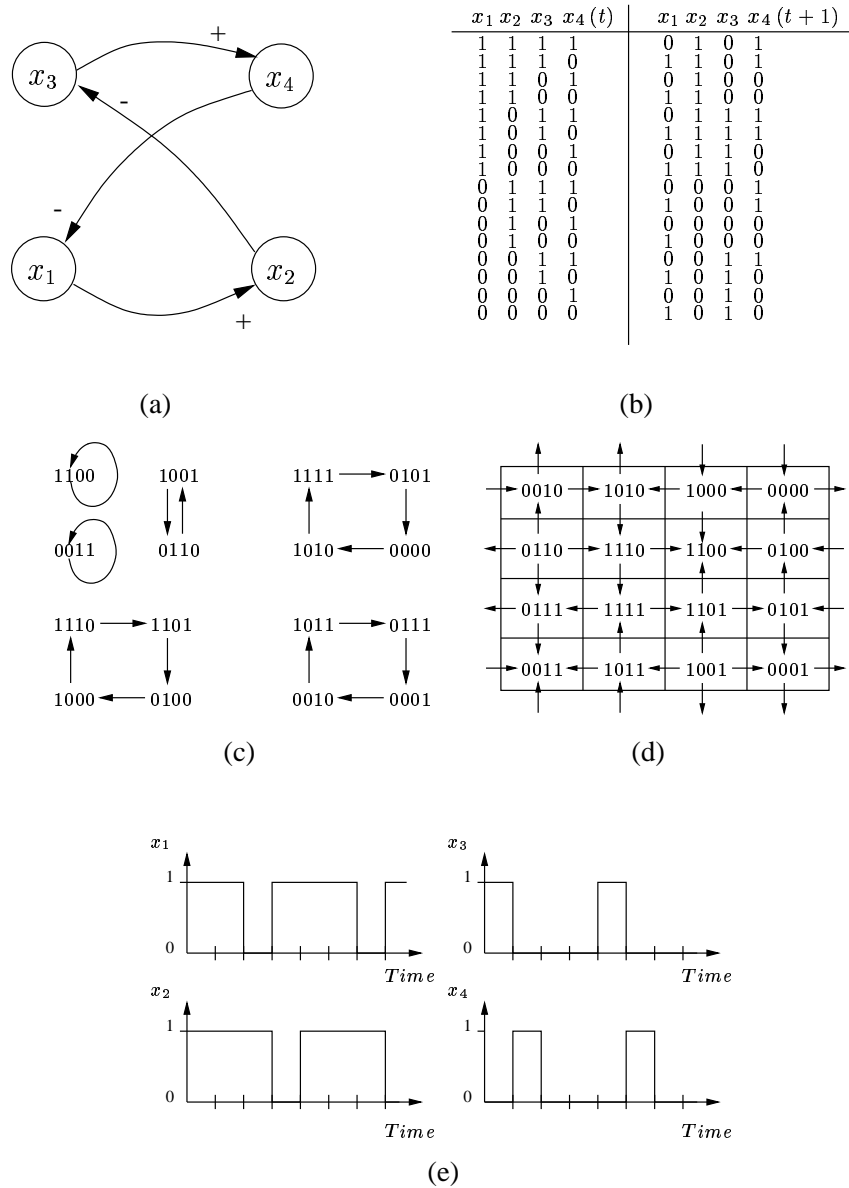 +
x3 x4
-
-
x1 x2
+
(a)
x1 x2 x3 x4 (t) x1 x2 x3 x4 (t + 1)
1 1 1 1 0 1 0 1
1 1 1 0 1 1 0 1
1 1 0 1 0 1 0 0
1 1 0 0 1 1 0 0
1 0 1 1 0 1 1 1
1 0 1 0 1 1 1 1
1 0 0 1 0 1 1 0
1 0 0 0 1 1 1 0
0 1 1 1 0 0 0 1
0 1 1 0 1 0 0 1
0 1 0 1 0 0 0 0
0 1 0 0 1 0 0 0
0 0 1 1 0 0 1 1
0 0 1 0 1 0 1 1
0 0 0 1 0 0 1 0
0 0 0 0 1 0 1 0
(b)
1100 1001 1111 0101
0011 0110 1010 0000
1110 1101 1011 0111
1000 0100 0010 0001
(c)
0010 1010 1000 0000
0110 1110 1100 0100
0111 1111 1101 0101
0011 1011 1001 0001
(d)
x1
1
0
Time
x3
1
0
Time
x2
1
0
Time
x4
1
0
Time
(e)